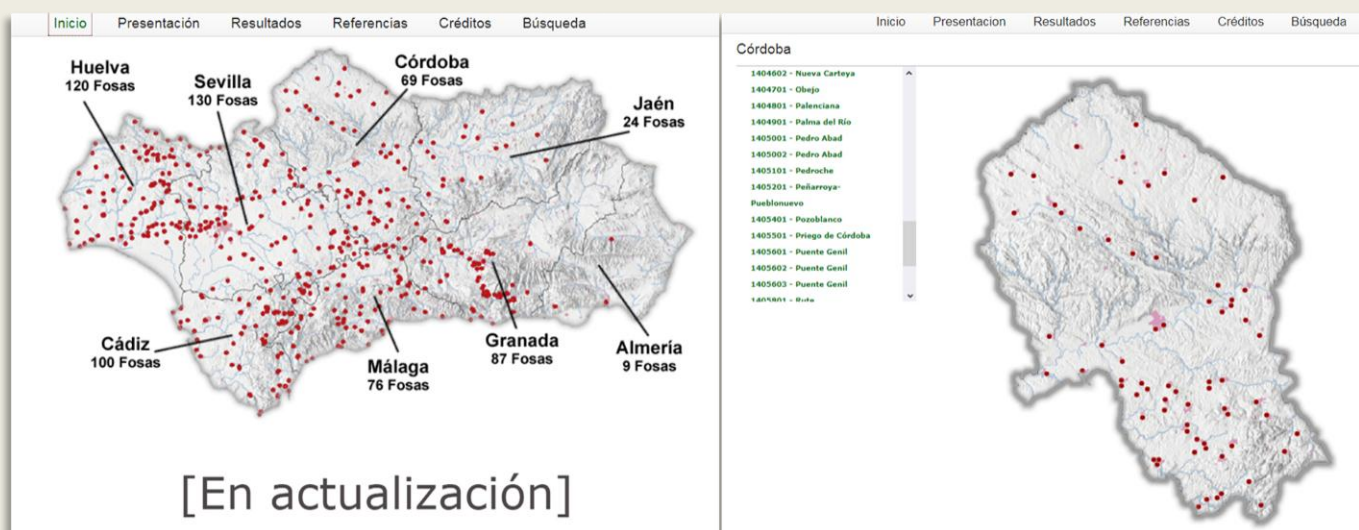 Inicio Presentación Resultados Referencias Créditos Búsqueda
Huelva
120 Fosas
Sevilla
130 Fosas
Córdoba
69 Fosas
Jaén
24 Fosas
Cádiz
100 Fosas
Málaga
76 Fosas
Granada
87 Fosas
Almería
9 Fosas
[En actualización]
Inicio Presentacion Resultados Referencias Créditos Búsqueda
Córdoba
1404602 - Nueva Carteya
1404701 - Obejo
1404801 - Palenciana
1404901 - Palma del Río
1405001 - Pedro Abad
1405002 - Pedro Abad
1405101 - Pedroche
1405201 - Peñarroya-
Pueblonuevo
1405401 - Pozoblanco
1405501 - Priego de Córdoba
1405601 - Puente Genil
1405602 - Puente Genil
1405603 - Puente Genil
1405801 - Rute